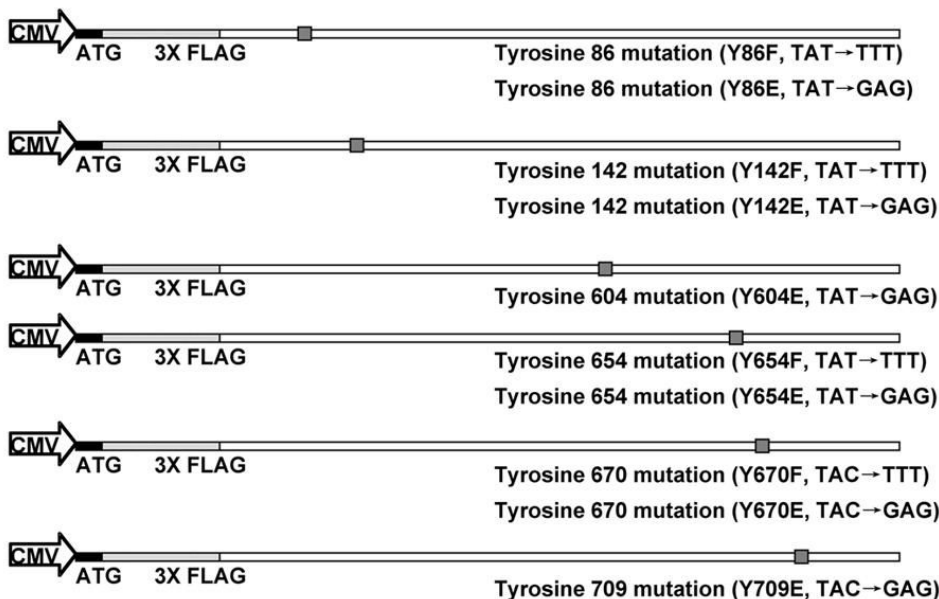 CMV
ATG 3X FLAG Tyrosine 86 mutation (Y86F, TAT→TTT)
Tyrosine 86 mutation (Y86E, TAT→GAG)
CMV
ATG 3X FLAG Tyrosine 142 mutation (Y142F, TAT→TTT)
Tyrosine 142 mutation (Y142E, TAT→GAG)
CMV
ATG 3X FLAG Tyrosine 604 mutation (Y604E, TAT→GAG)
CMV
ATG 3X FLAG Tyrosine 654 mutation (Y654F, TAT→TTT)
Tyrosine 654 mutation (Y654E, TAT→GAG)
CMV
ATG 3X FLAG Tyrosine 670 mutation (Y670F, TAC→TTT)
Tyrosine 670 mutation (Y670E, TAC→GAG)
CMV
ATG 3X FLAG Tyrosine 709 mutation (Y709E, TAC→GAG)